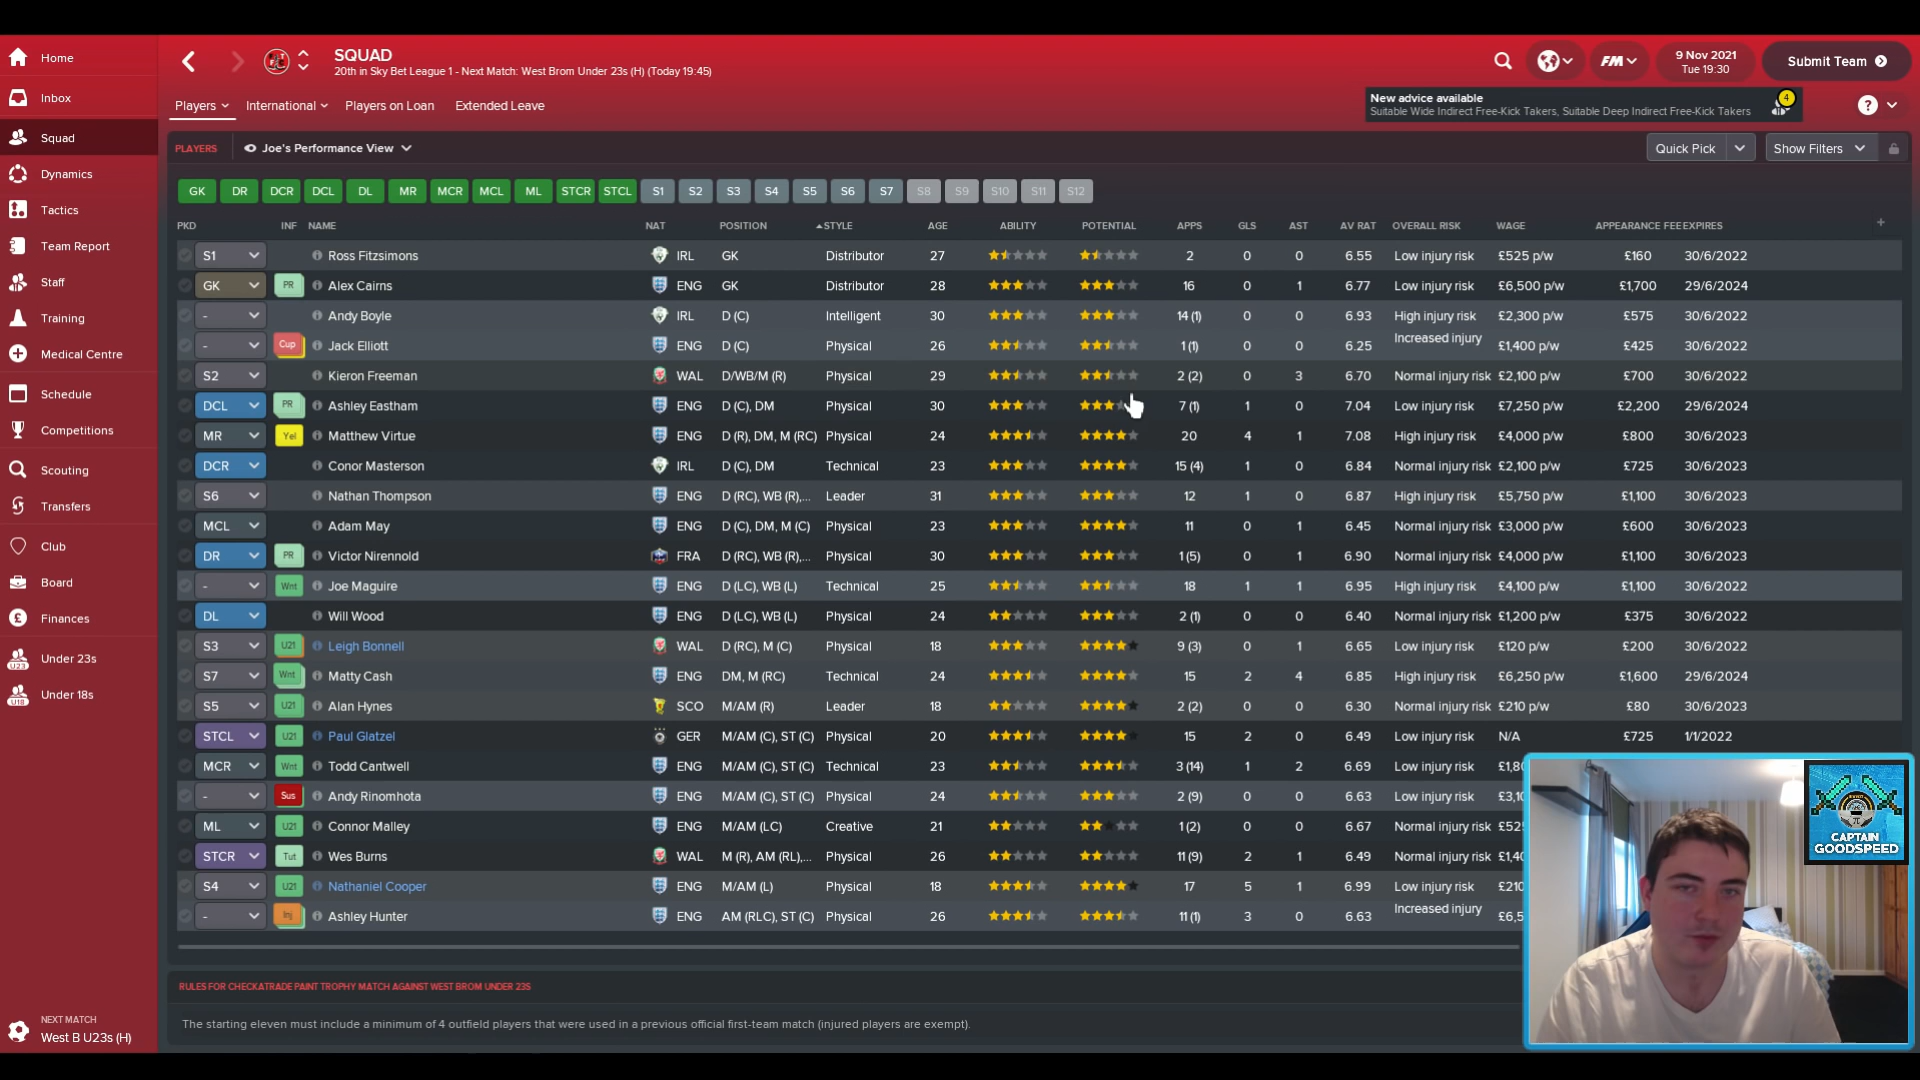 Home
Inbox
Squad
Dynamics
Tactics
Team Report
Staff
Training
Medical Centre
Schedule
Competitions
Scouting
Transfers
Club
Board
Finances
Under 23s
Under 18s
NEXT MATCH
West B U23s (H)
SQUAD
20th in Sky Bet League 1 - Next Match: West Brom Under 23s (H) (Today 19:45)
FM
9 Nov 2021
Tue 19:30
Submit Team
Players International Players on Loan Extended Leave
New advice available
Suitable Wide Indirect Free-Kick Takers, Suitable Deep Indirect Free-Kick Takers
4
?
PLAYERS Joe's Performance View Quick Pick Show Filters
GK DR DCR DCL DL MR MCR MCL ML STCR STCL S1 S2 S3 S4 S5 S6 S7 S8 S9 S10 S11 S12
PKD INF NAME NAT POSITION STYLE AGE ABILITY POTENTIAL APPS GLS AST AV RAT OVERALL RISK WAGE APPEARANCE FEE EXPIRES +
S1 Ross Fitzsimons IRL GK Distributor 27 2 0 0 6.55 Low injury risk £525 p/w £160 30/6/2022
GK PR Alex Cairns ENG GK Distributor 28 16 0 1 6.77 Low injury risk £6,500 p/w £1,700 29/6/2024
- Andy Boyle IRL D (C) Intelligent 30 14 (1) 0 0 6.93 High injury risk £2,300 p/w £575 30/6/2022
- Cup Jack Elliott ENG D (C) Physical 26 1 (1) 0 0 6.25 Increased injury £1,400 p/w £425 30/6/2022
S2 Kieron Freeman WAL D/WB/M (R) Physical 29 2 (2) 0 3 6.70 Normal injury risk £2,100 p/w £700 30/6/2022
DCL PR Ashley Eastham ENG D (C), DM Physical 30 7 (1) 1 0 7.04 Low injury risk £7,250 p/w £2,200 29/6/2024
MR Yel Matthew Virtue ENG D (R), DM, M (RC) Physical 24 20 4 1 7.08 High injury risk £4,000 p/w £800 30/6/2023
DCR Conor Masterson IRL D (C), DM Technical 23 15 (4) 1 0 6.84 Normal injury risk £2,100 p/w £725 30/6/2023
S6 Nathan Thompson ENG D (RC), WB (R),... Leader 31 12 1 0 6.87 High injury risk £5,750 p/w £1,100 30/6/2023
MCL Adam May ENG D (C), DM, M (C) Physical 23 11 0 1 6.45 Normal injury risk £3,000 p/w £600 30/6/2023
DR PR Victor Nirennold FRA D (RC), WB (R),... Physical 30 1 (5) 0 1 6.90 Normal injury risk £4,000 p/w £1,100 30/6/2023
- Wnt Joe Maguire ENG D (LC), WB (L) Technical 25 18 1 1 6.95 High injury risk £4,100 p/w £1,100 30/6/2022
DL Will Wood ENG D (LC), WB (L) Physical 24 2 (1) 0 0 6.40 Normal injury risk £1,200 p/w £375 30/6/2022
S3 U21 Leigh Bonnell WAL D (RC), M (C) Physical 18 9 (3) 0 1 6.65 Low injury risk £120 p/w £200 30/6/2022
S7 Wnt Matty Cash ENG DM, M (RC) Technical 24 15 2 4 6.85 High injury risk £6,250 p/w £1,600 29/6/2024
S5 U21 Alan Hynes SCO M/AM (R) Leader 18 2 (2) 0 0 6.30 Normal injury risk £210 p/w £80 30/6/2023
STCL U21 Paul Glatzel GER M/AM (C), ST (C) Physical 20 15 2 0 6.49 Low injury risk N/A £725 1/1/2022
MCR Wnt Todd Cantwell ENG M/AM (C), ST (C) Technical 23 3 (14) 1 2 6.69 Low injury risk £1,80
- Sus Andy Rinomhota ENG M/AM (C), ST (C) Physical 24 2 (9) 0 0 6.63 Low injury risk £3,10
ML U21 Connor Malley ENG M/AM (LC) Creative 21 1 (2) 0 0 6.67 Normal injury risk £525
STCR Tut Wes Burns WAL M (R), AM (RL),... Physical 26 11 (9) 2 1 6.49 Normal injury risk £1,40
S4 U21 Nathaniel Cooper ENG M/AM (L) Physical 18 17 5 1 6.99 Low injury risk £210
- Inj Ashley Hunter ENG AM (RLC), ST (C) Physical 26 11 (1) 3 0 6.63 Increased injury £6,5
RULES FOR CHECKATRADE PAINT TROPHY MATCH AGAINST WEST BROM UNDER 23S
The starting eleven must include a minimum of 4 outfield players that were used in a previous official first-team match (injured players are exempt).
CAPTAIN
GOODSPEED